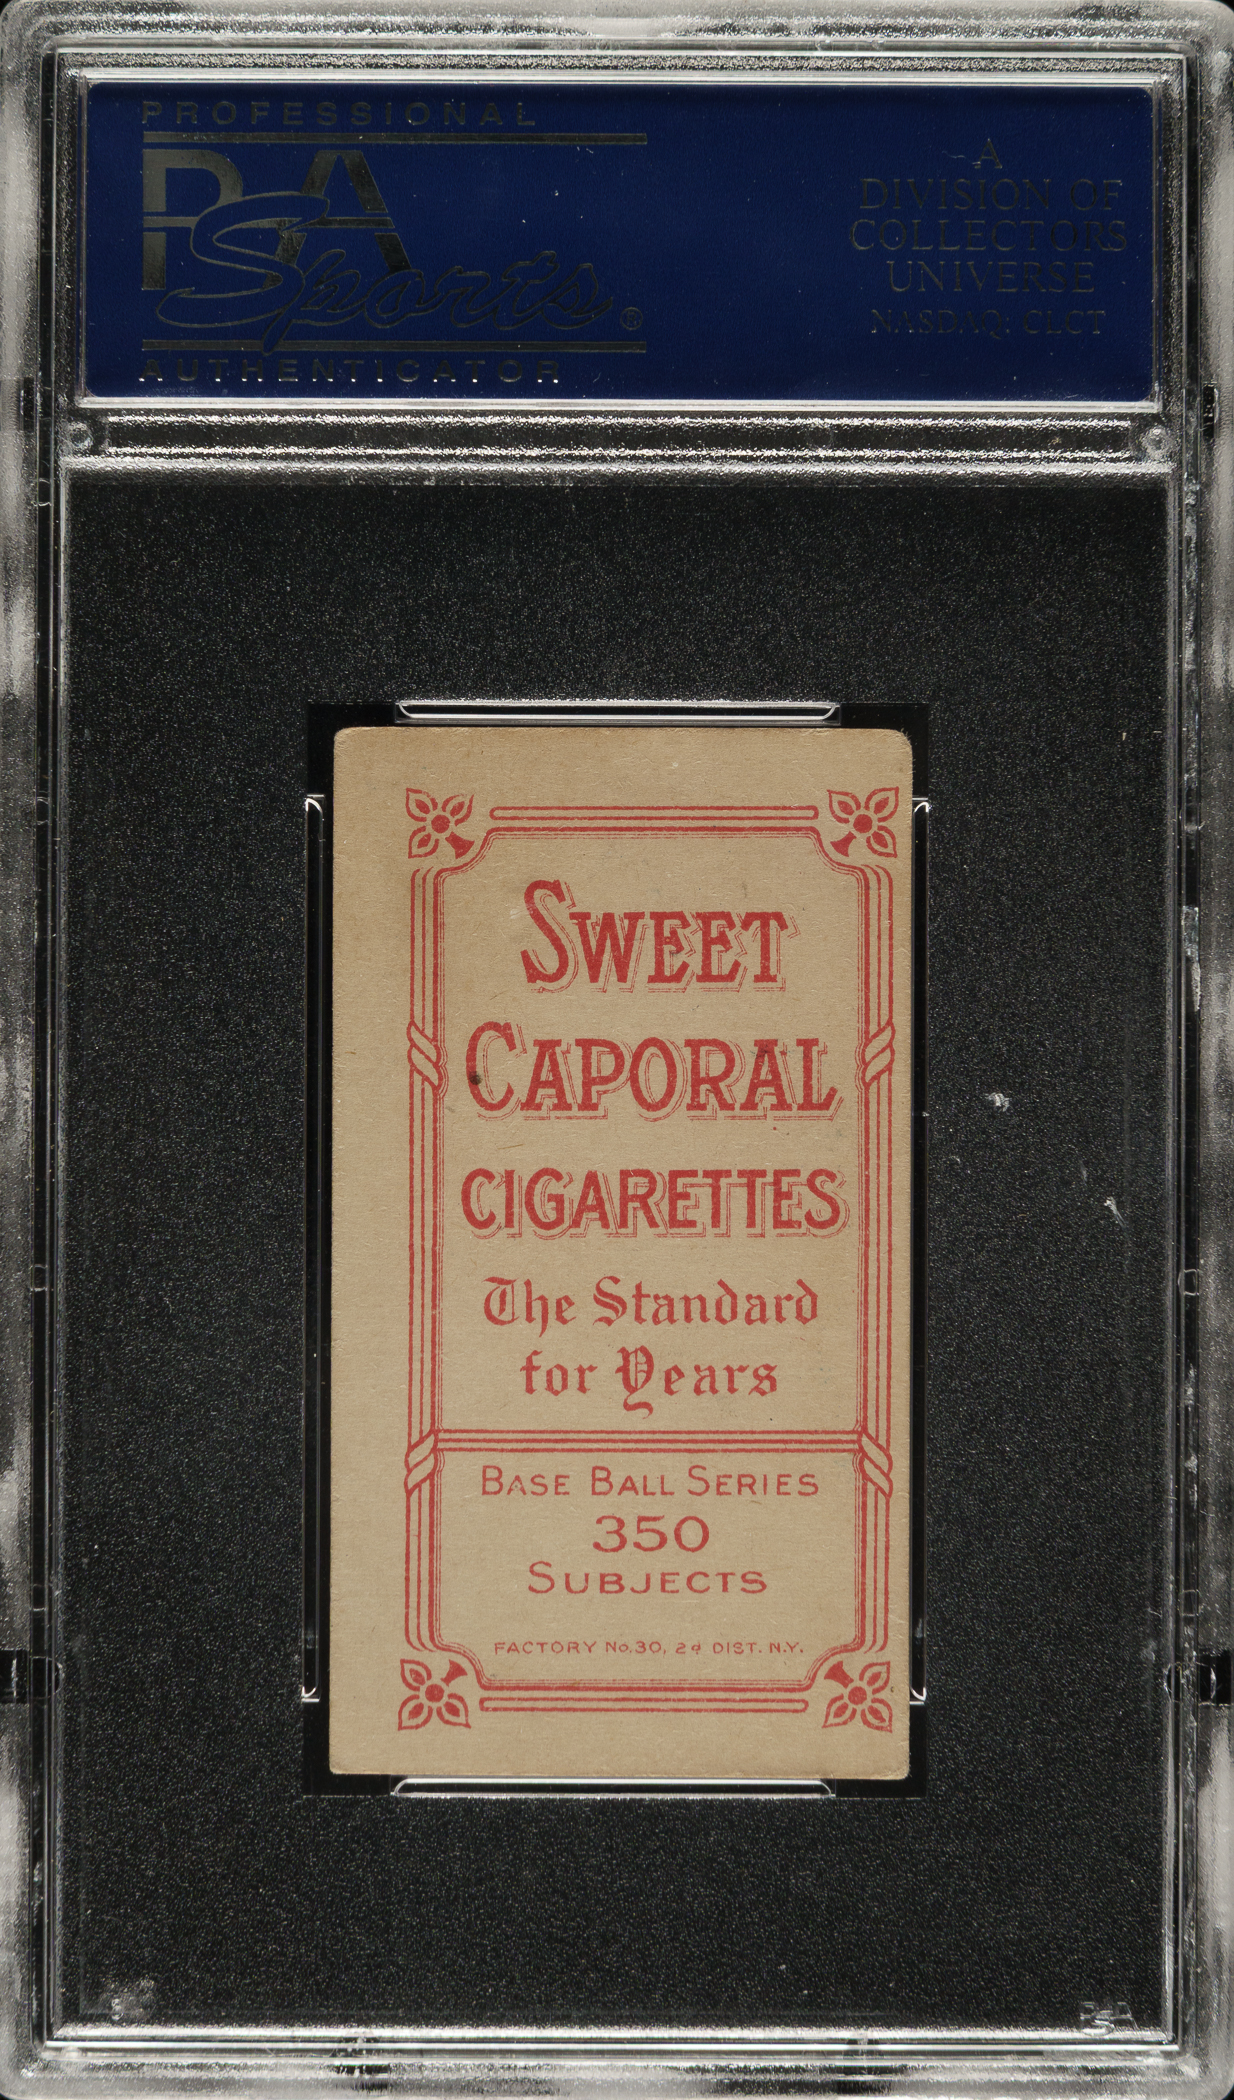 PROFESSIONAL
PSA
Sports®
AUTHENTICATOR
A
DIVISION OF
COLLECTORS
UNIVERSE
NASDAQ: CLCT
SWEET
CAPORAL
CIGARETTES
The Standard
for Years
BASE BALL SERIES
350
SUBJECTS
FACTORY No. 30, 2d DIST. N.Y.
PSA